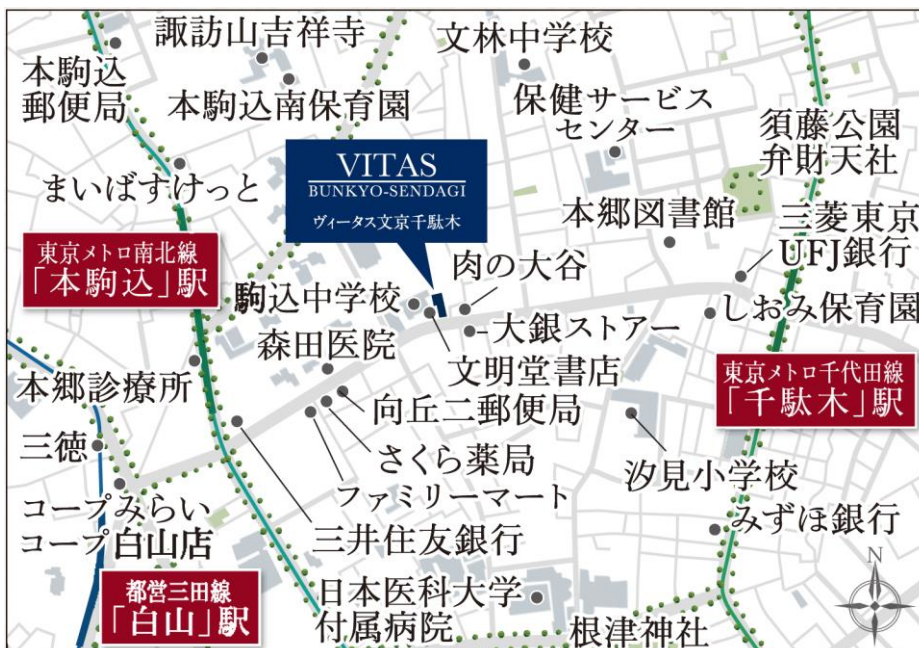 諏訪山吉祥寺
文林中学校
本駒込
郵便局
本駒込南保育園
保健サービス
センター
須藤公園
弁財天社
まいばすけっと
VITAS
BUNKYO-SENDAGI
ヴィータス文京千駄木
本郷図書館
三菱東京
UFJ銀行
東京メトロ南北線
「本駒込」駅
肉の大谷
駒込中学校
しおみ保育園
大銀ストアー
森田医院
文明堂書店
東京メトロ千代田線
「千駄木」駅
本郷診療所
向丘二郵便局
三徳
さくら薬局
汐見小学校
ファミリーマート
コープみらい
コープ白山店
三井住友銀行
みずほ銀行
都営三田線
「白山」駅
日本医科大学
付属病院
根津神社
N